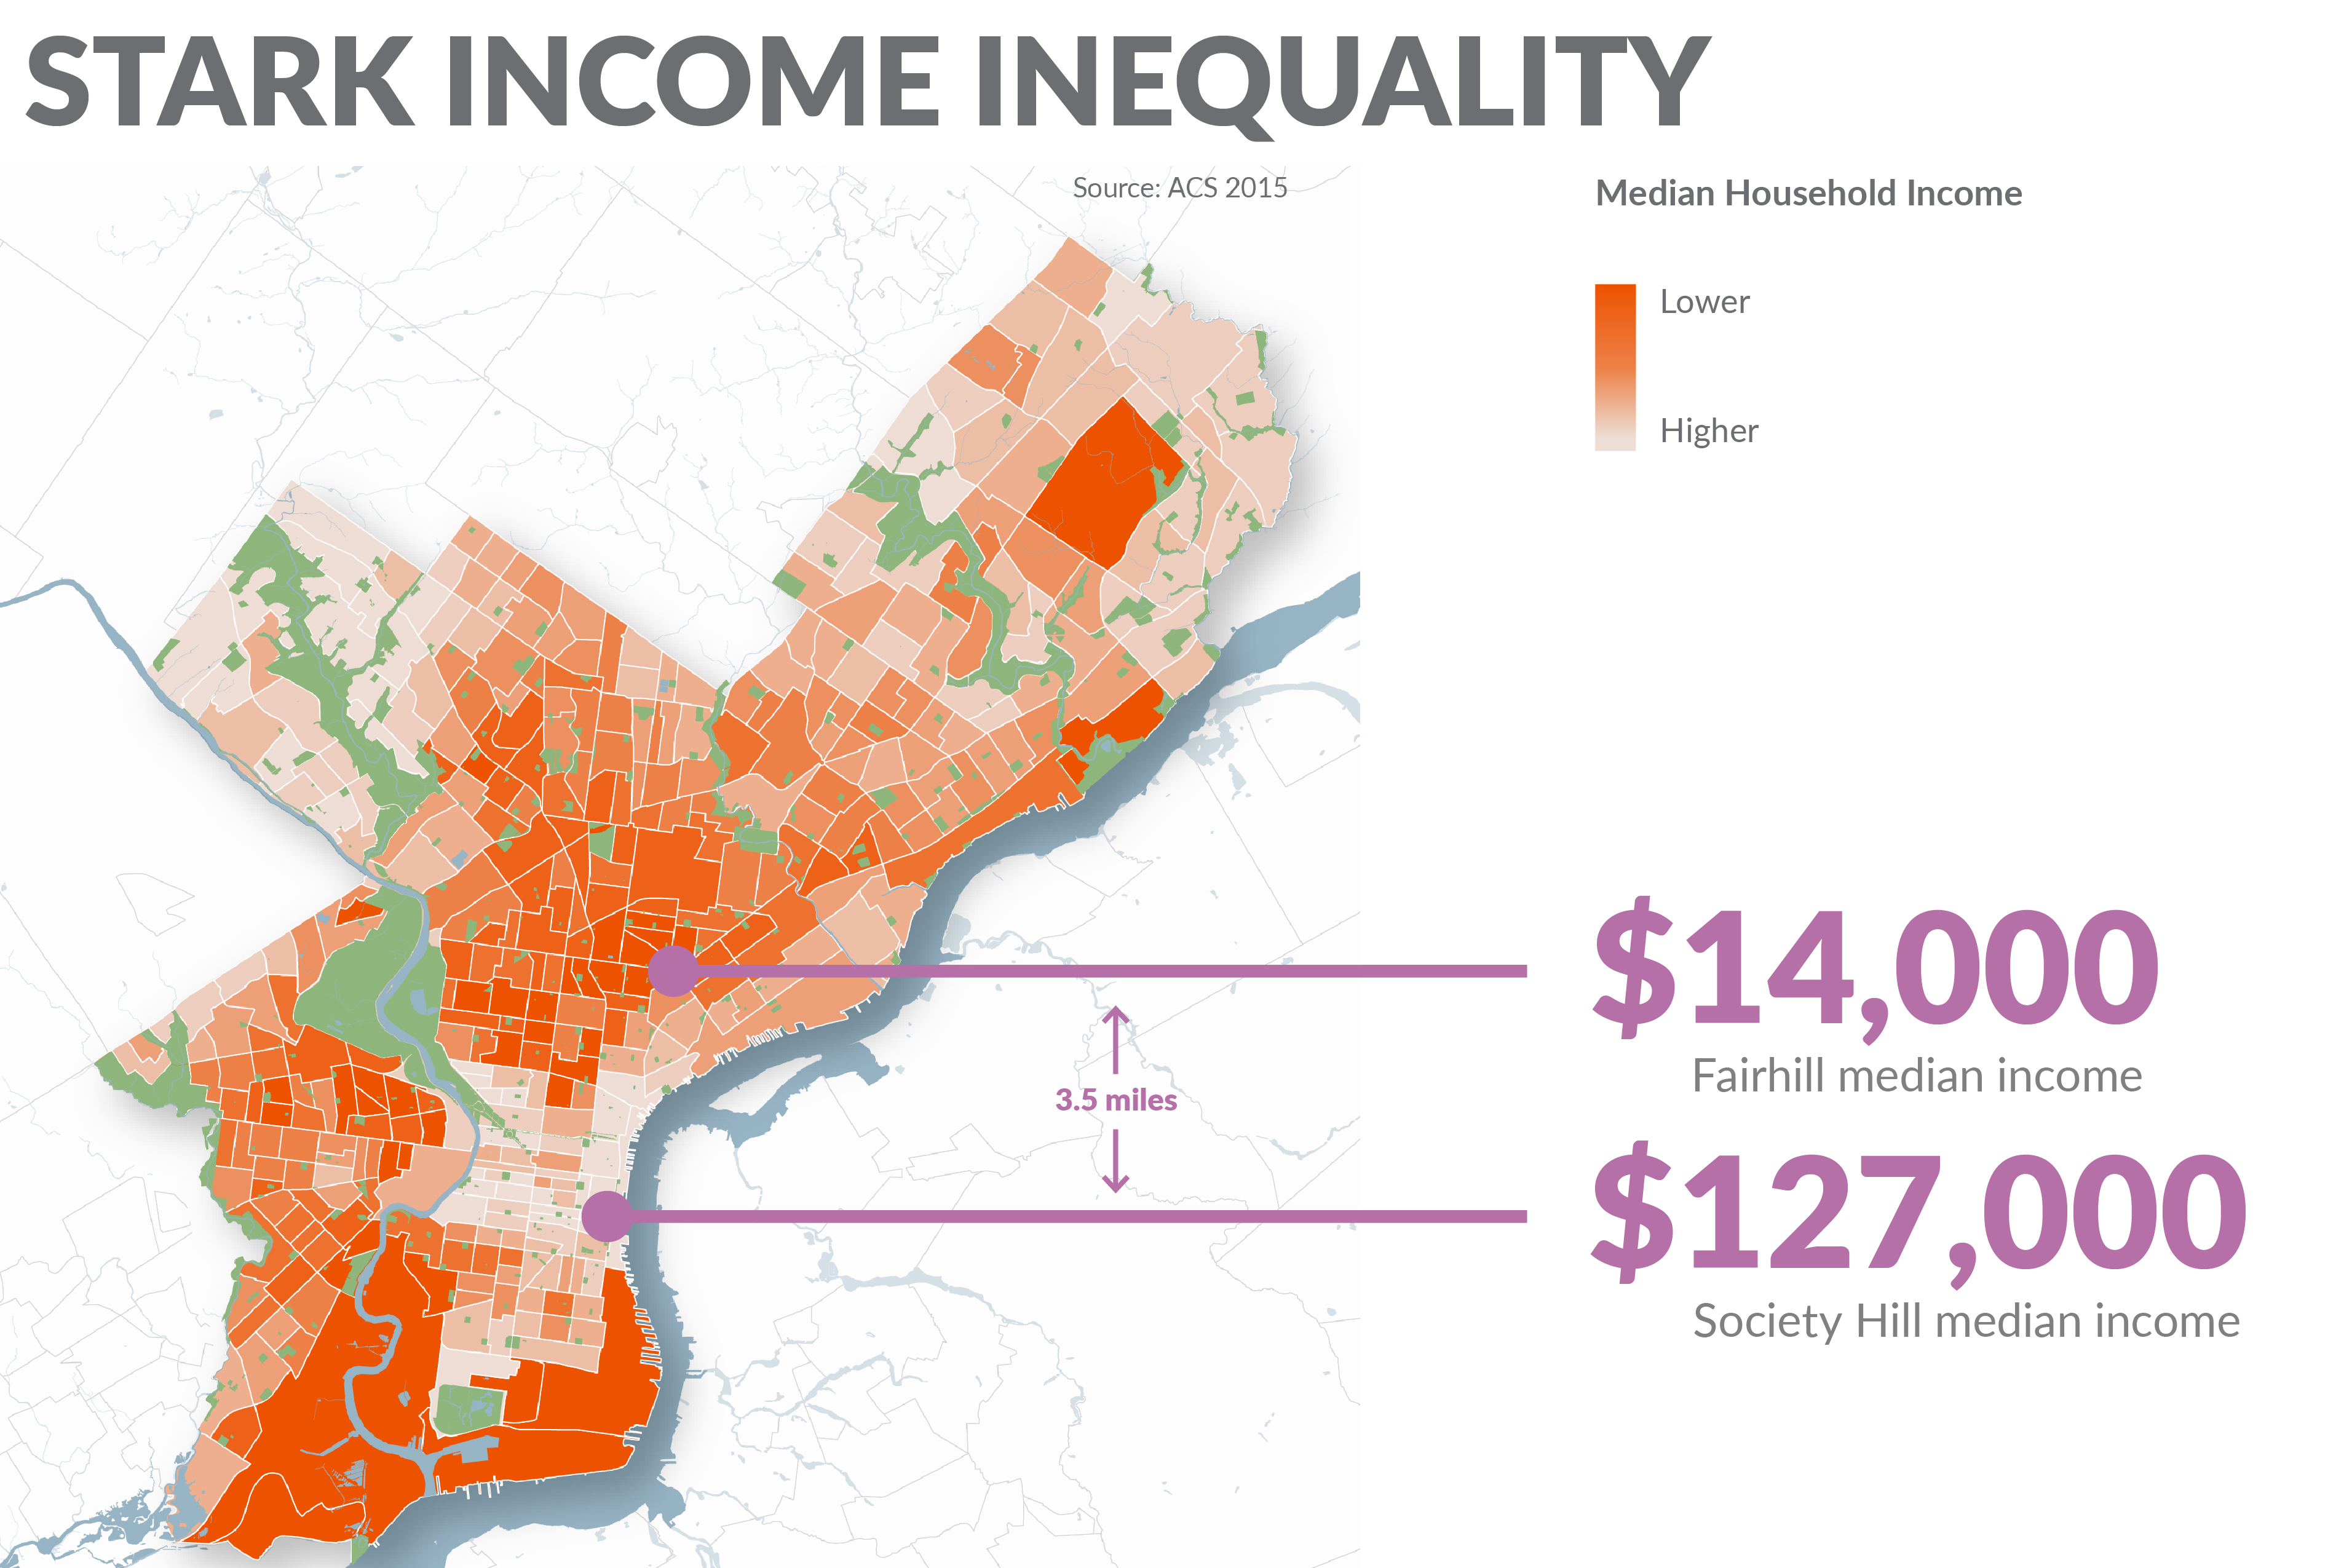 STARK INCOME INEQUALITY
Source: ACS 2015
Median Household Income
Lower
Higher
$14,000
Fairhill median income
3.5 miles
$127,000
Society Hill median income